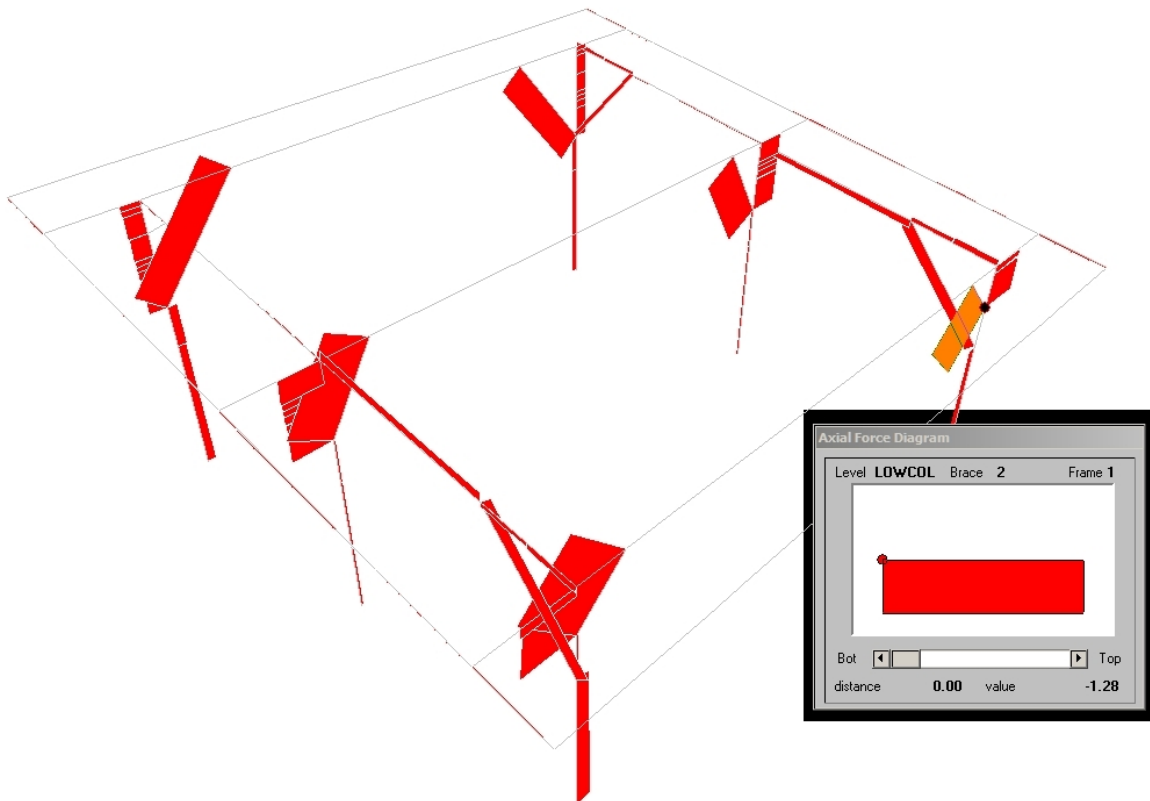 Axial Force Diagram
Level LOWCOL Brace 2 Frame 1
Bot Top
distance 0.00 value -1.28